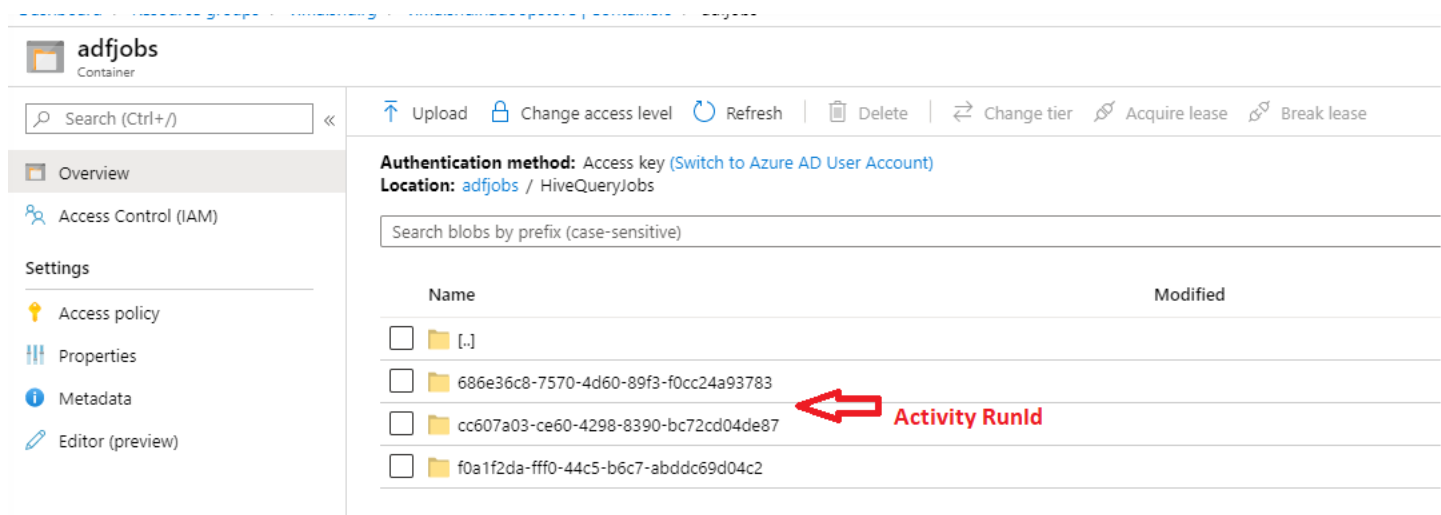 adfjobs
Container
Search (Ctrl+/)
«
Upload
Change access level
Refresh
Delete
Change tier
Acquire lease
Break lease
Overview
Access Control (IAM)
Settings
Access policy
Properties
Metadata
Editor (preview)
Authentication method: Access key (Switch to Azure AD User Account)
Location: adfjobs / HiveQueryJobs
Search blobs by prefix (case-sensitive)
Name
Modified
[..]
686e36c8-7570-4d60-89f3-f0cc24a93783
cc607a03-ce60-4298-8390-bc72cd04de87
Activity RunId
f0a1f2da-fff0-44c5-b6c7-abddc69d04c2